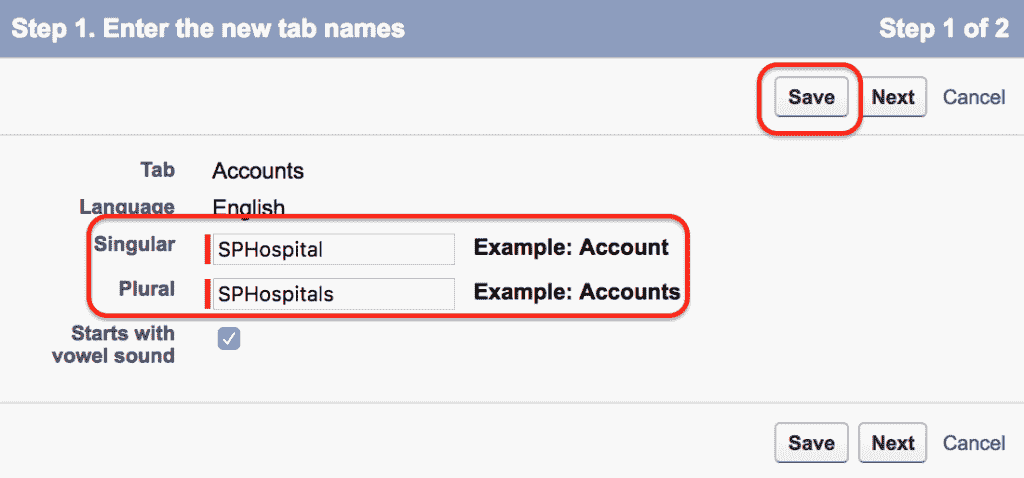 Step 1. Enter the new tab names Step 1 of 2
Save Next Cancel
Tab Accounts
Language English
Singular SPHospital Example: Account
Plural SPHospitals Example: Accounts
Starts with
vowel sound
Save Next Cancel